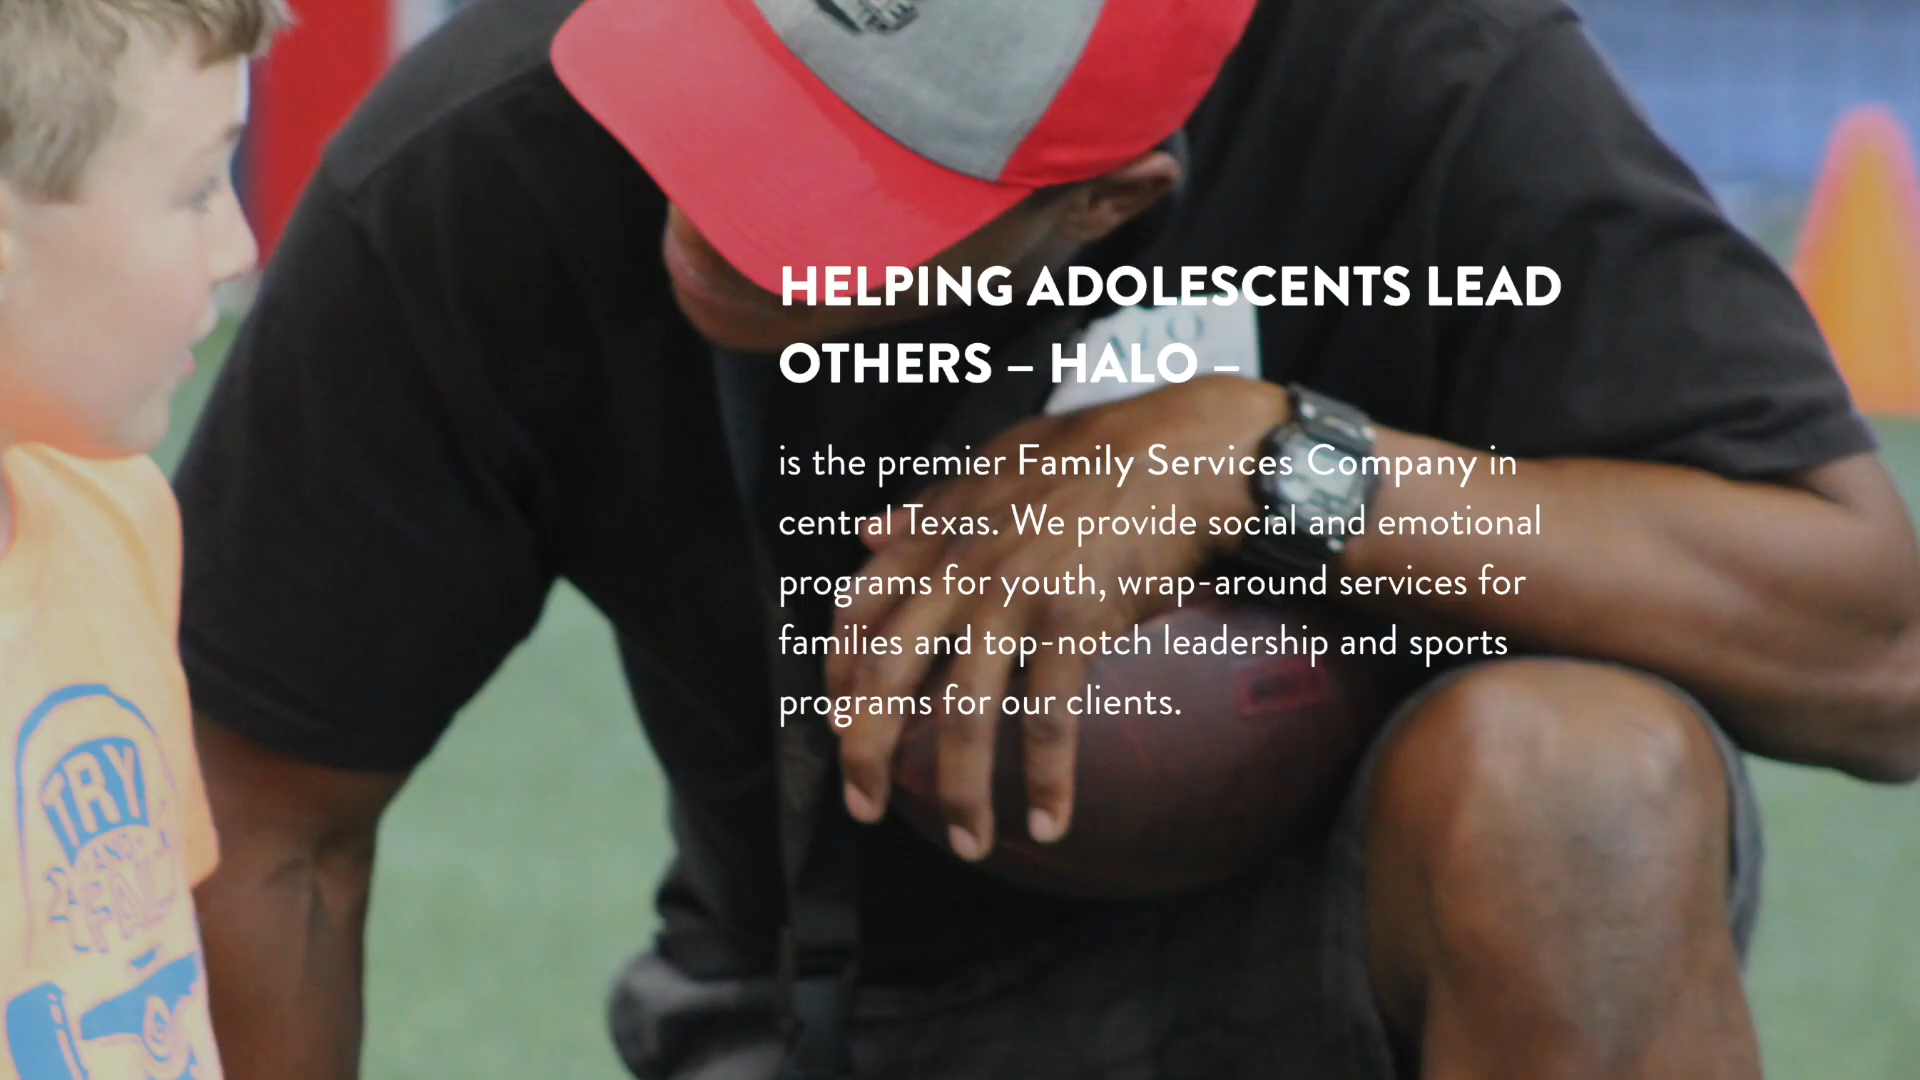 HELPING ADOLESCENTS LEAD
OTHERS – HALO –
is the premier Family Services Company in
central Texas. We provide social and emotional
programs for youth, wrap-around services for
families and top-notch leadership and sports
programs for our clients.
TRY